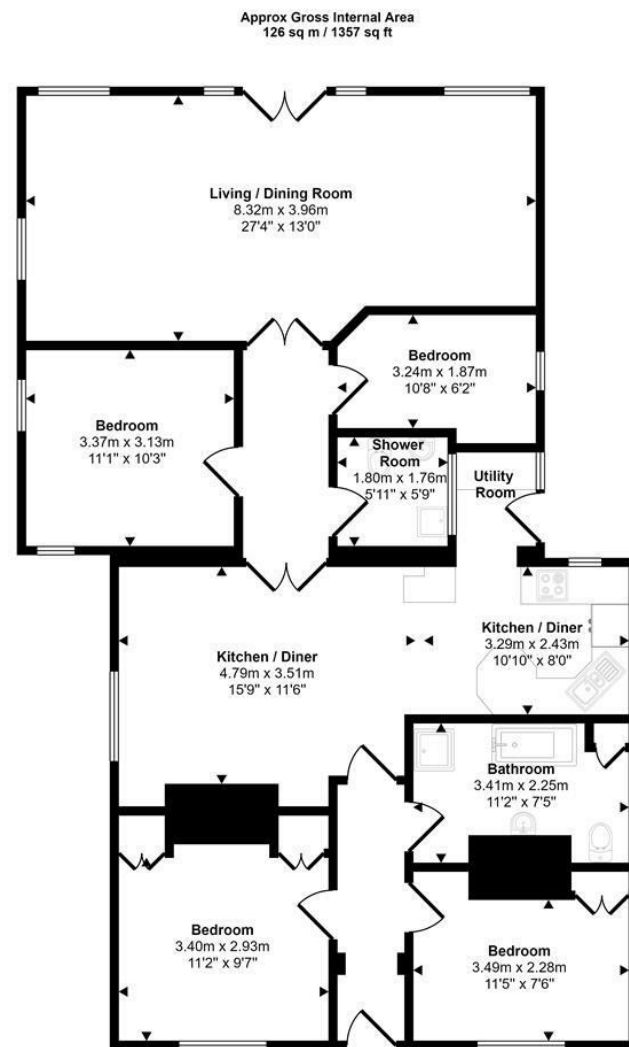 Approx Gross Internal Area
126 sq m / 1357 sq ft
Living / Dining Room
8.32m x 3.96m
27'4" x 13'0"
Bedroom
3.24m x 1.87m
10'8" x 6'2"
Bedroom
3.37m x 3.13m
11'1" x 10'3"
Shower
Room
1.80m x 1.76m
5'11" x 5'9"
Utility
Room
Kitchen / Diner
4.79m x 3.51m
15'9" x 11'6"
Kitchen / Diner
3.29m x 2.43m
10'10" x 8'0"
Bathroom
3.41m x 2.25m
11'2" x 7'5"
Bedroom
3.40m x 2.93m
11'2" x 9'7"
Bedroom
3.49m x 2.28m
11'5" x 7'6"